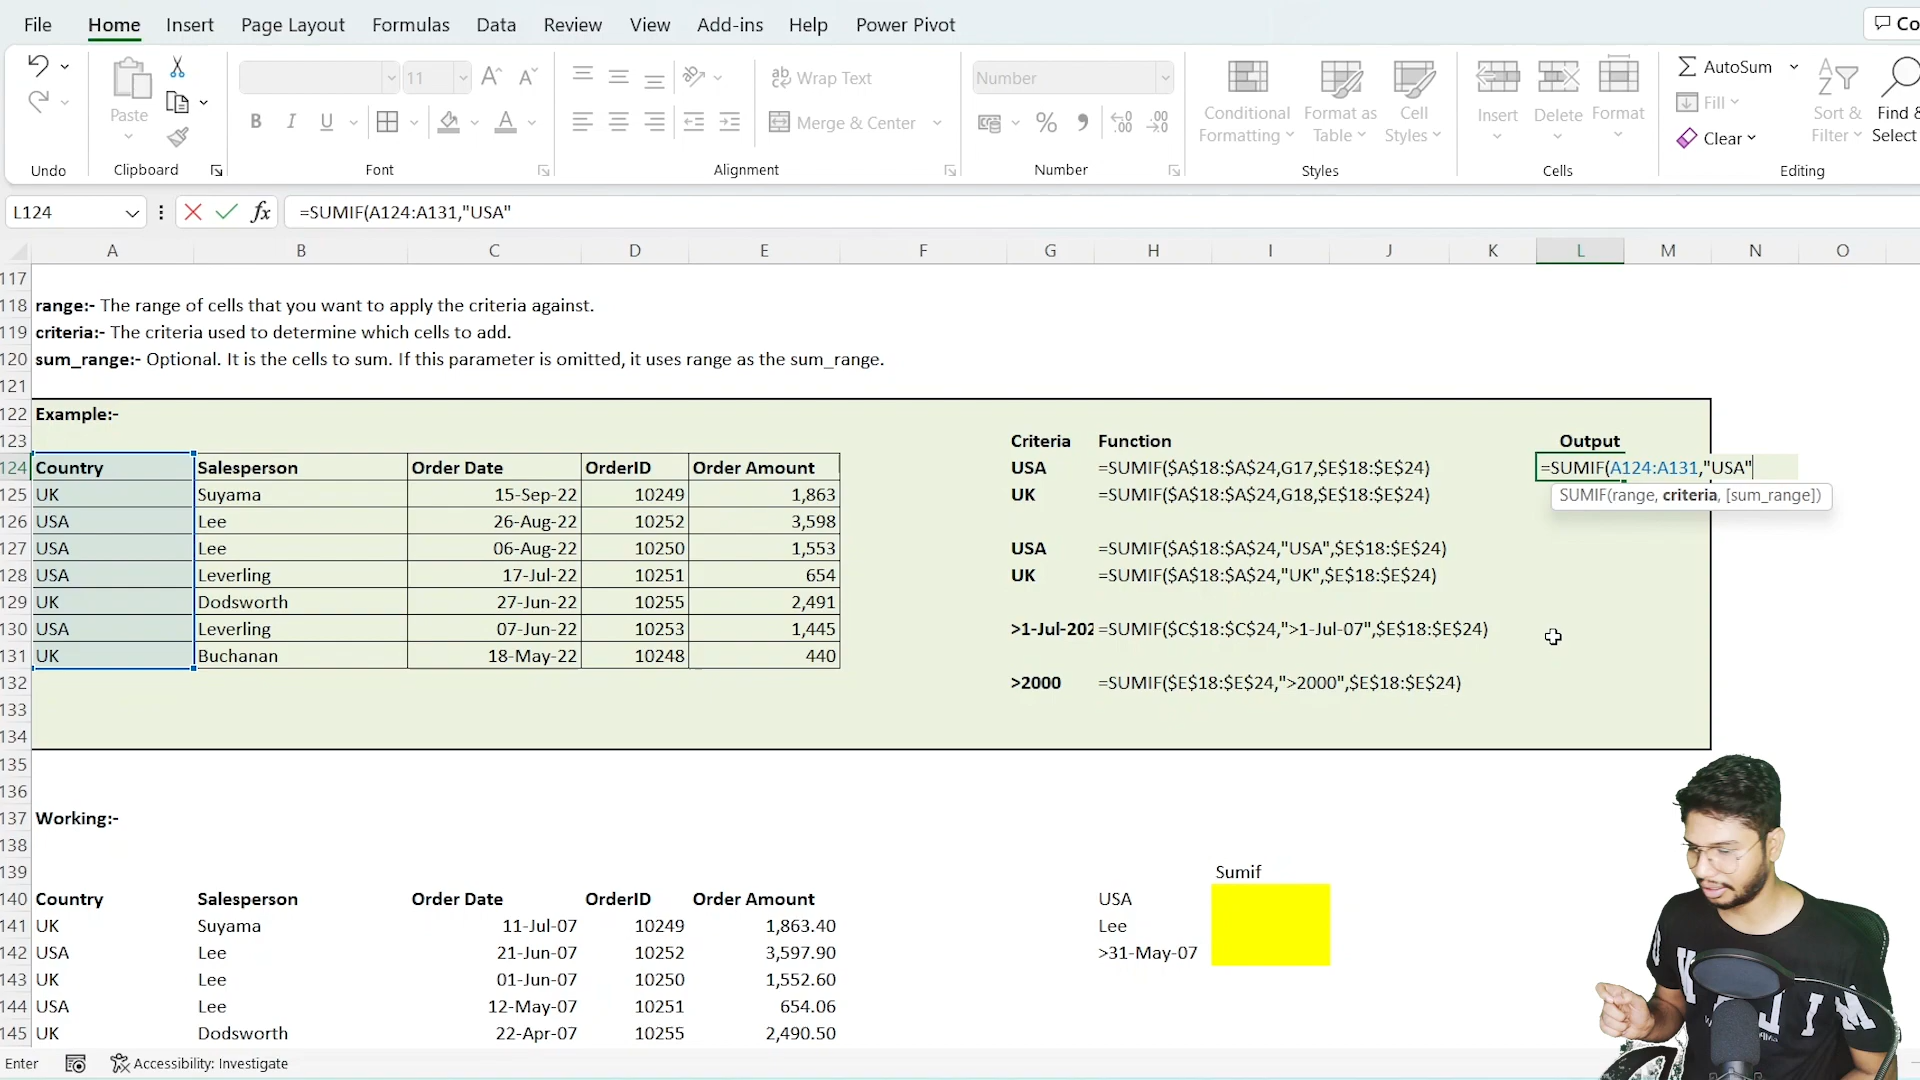 File Home Insert Page Layout Formulas Data Review View Add-ins Help Power Pivot Co
11 Wrap Text Number AutoSum
Paste Conditional Format as Cell Insert Delete Format Fill Sort & Find &
B I U Merge & Center % Formatting Table Styles Clear Filter Select
Undo Clipboard Font Alignment Number Styles Cells Editing
L124 fx =SUMIF(A124:A131,"USA"
A B C D E F G H I J K L M N O
117
118 range:- The range of cells that you want to apply the criteria against.
119 criteria:- The criteria used to determine which cells to add.
120 sum_range:- Optional. It is the cells to sum. If this parameter is omitted, it uses range as the sum_range.
121
122 Example:-
123 Criteria Function Output
124 Country Salesperson Order Date OrderID Order Amount USA =SUMIF($A$18:$A$24,G17,$E$18:$E$24) =SUMIF(A124:A131,"USA"
125 UK Suyama 15-Sep-22 10249 1,863 UK =SUMIF($A$18:$A$24,G18,$E$18:$E$24) SUMIF(range, criteria, [sum_range])
126 USA Lee 26-Aug-22 10252 3,598
127 USA Lee 06-Aug-22 10250 1,553 USA =SUMIF($A$18:$A$24,"USA",$E$18:$E$24)
128 USA Leverling 17-Jul-22 10251 654 UK =SUMIF($A$18:$A$24,"UK",$E$18:$E$24)
129 UK Dodsworth 27-Jun-22 10255 2,491
130 USA Leverling 07-Jun-22 10253 1,445 >1-Jul-202 =SUMIF($C$18:$C$24,">1-Jul-07",$E$18:$E$24)
131 UK Buchanan 18-May-22 10248 440
132 >2000 =SUMIF($E$18:$E$24,">2000",$E$18:$E$24)
133
134
135
136
137 Working:-
138
139 Sumif
140 Country Salesperson Order Date OrderID Order Amount USA
141 UK Suyama 11-Jul-07 10249 1,863.40 Lee
142 USA Lee 21-Jun-07 10252 3,597.90 >31-May-07
143 UK Lee 01-Jun-07 10250 1,552.60
144 USA Lee 12-May-07 10251 654.06
145 UK Dodsworth 22-Apr-07 10255 2,490.50
Enter Accessibility: Investigate